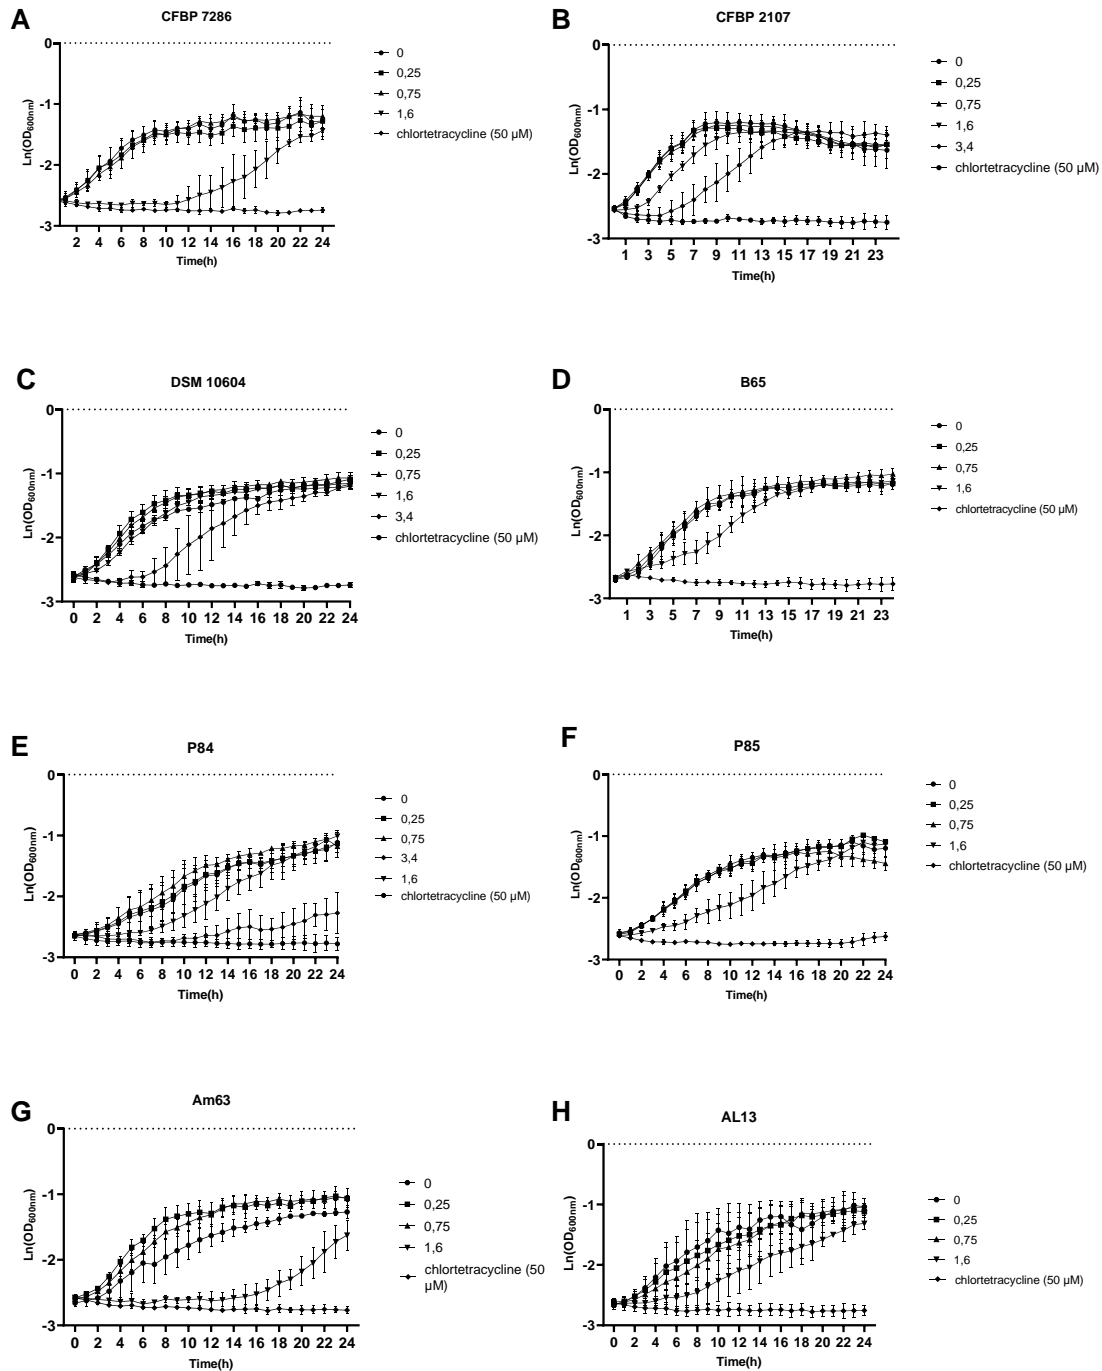 A
CFBP 7286
Ln(OD600nm)
0
-1
-2
-3
2 4 6 8 10 12 14 16 18 20 22 24
Time(h)
0
0,25
0,75
1,6
chlortetracycline (50 µM)
B
CFBP 2107
Ln(OD600nm)
0
-1
-2
-3
1 3 5 7 9 11 13 15 17 19 21 23
Time(h)
0
0,25
0,75
1,6
3,4
chlortetracycline (50 µM)
C
DSM 10604
Ln(OD600nm)
0
-1
-2
-3
0 2 4 6 8 10 12 14 16 18 20 22 24
Time(h)
0
0,25
0,75
1,6
3,4
chlortetracycline (50 µM)
D
B65
Ln(OD600nm)
0
-1
-2
-3
1 3 5 7 9 11 13 15 17 19 21 23
Time(h)
0
0,25
0,75
1,6
chlortetracycline (50 µM)
E
P84
Ln(OD600nm)
0
-1
-2
-3
0 2 4 6 8 10 12 14 16 18 20 22 24
Time(h)
0
0,25
0,75
3,4
1,6
chlortetracycline (50 µM)
F
P85
Ln(OD600nm)
0
-1
-2
-3
0 2 4 6 8 10 12 14 16 18 20 22 24
Time(h)
0
0,25
0,75
1,6
chlortetracycline (50 µM)
G
Am63
Ln(OD600nm)
0
-1
-2
-3
0 2 4 6 8 10 12 14 16 18 20 22 24
Time(h)
0
0,25
0,75
1,6
chlortetracycline (50
µM)
H
AL13
Ln(OD600nm)
0
-1
-2
-3
0 2 4 6 8 10 12 14 16 18 20 22 24
Time(h)
0
0,25
0,75
1,6
chlortetracycline (50 µM)